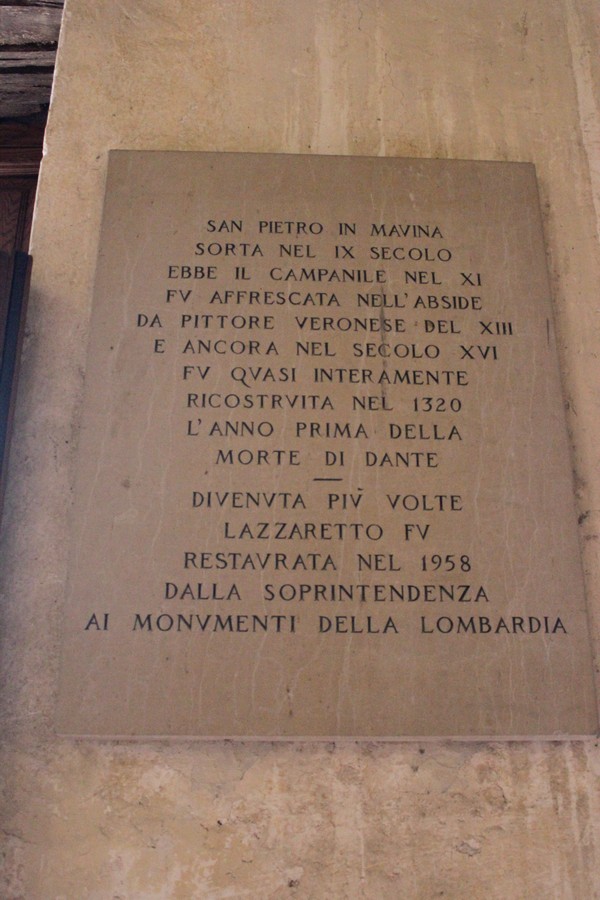 SAN PIETRO IN MAVINA
SORTA NEL IX SECOLO
EBBE IL CAMPANILE NEL XI
FV AFFRESCATA NELL'ABSIDE
DA PITTORE VERONESE DEL XIII
E ANCORA NEL SECOLO XVI
FV QVASI INTERAMENTE
RICOSTRVITA NEL 1320
L'ANNO PRIMA DELLA
MORTE DI DANTE
—
DIVENVTA PIV̀ VOLTE
LAZZARETTO FV
RESTAVRATA NEL 1958
DALLA SOPRINTENDENZA
AI MONVMENTI DELLA LOMBARDIA